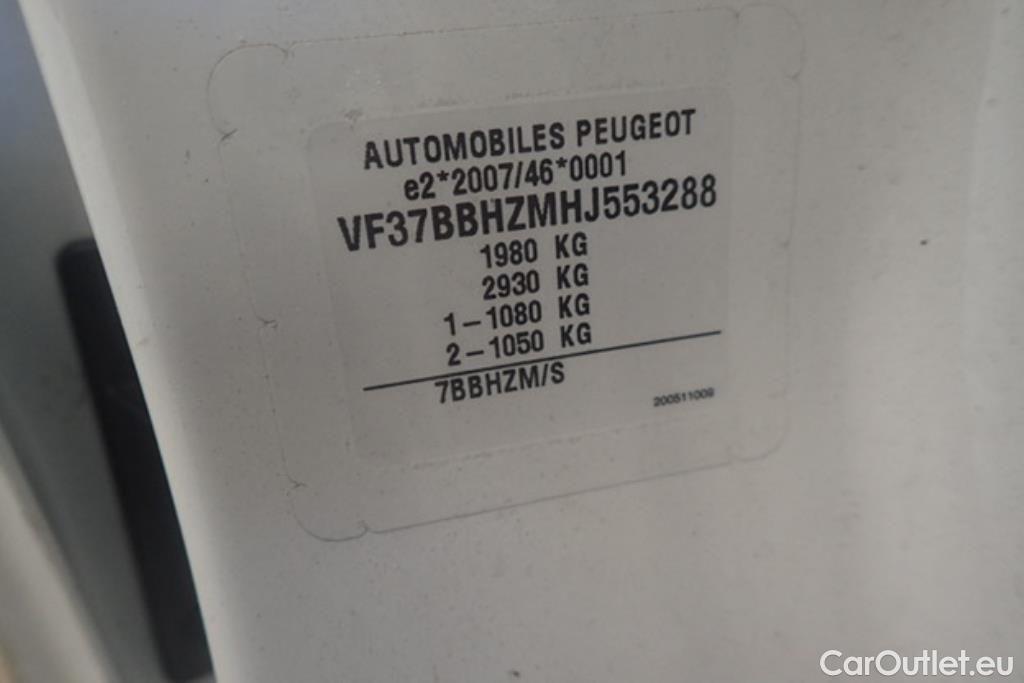 AUTOMOBILES PEUGEOT
e2*2007/46*0001
VF37BBHZMHJ553288
1980 KG
2930 KG
1-1080 KG
2-1050 KG
7BBHZM/S
200511009
CarOutlet.eu